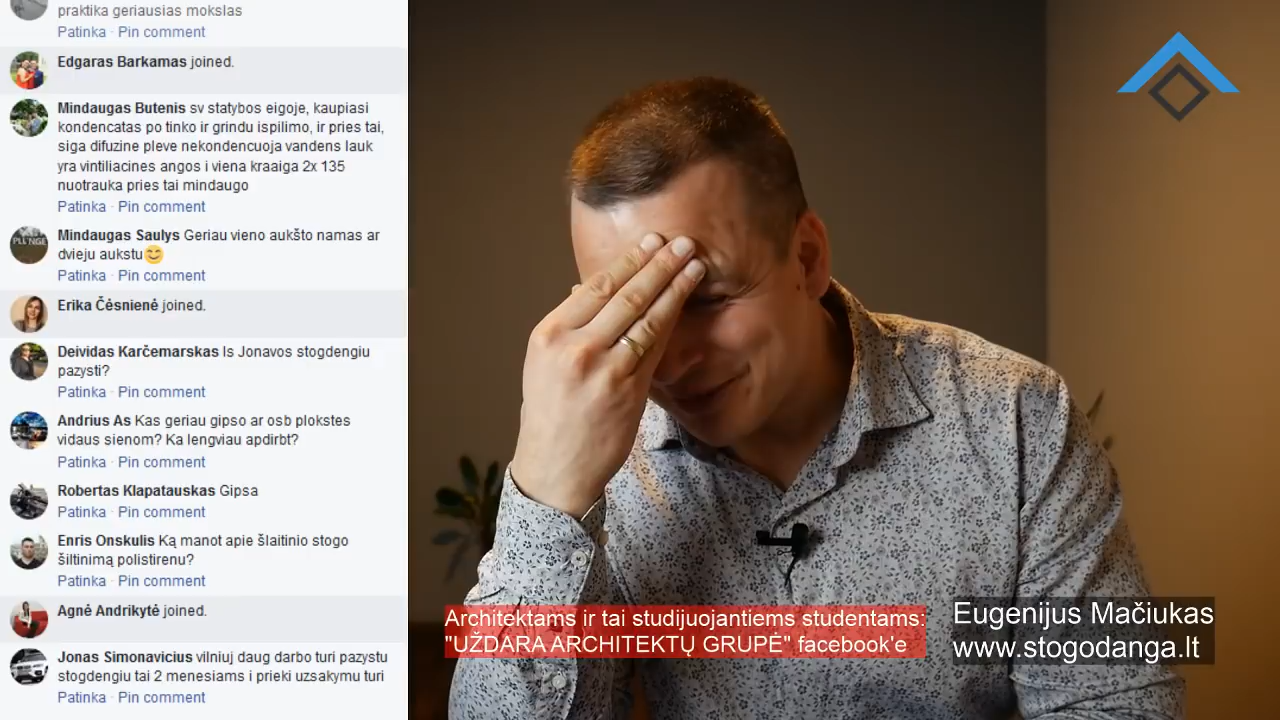 praktika geriausias mokslas
Patinka · Pin comment
Edgaras Barkamas joined.
Mindaugas Butenis sv statybos eigoje, kaupiasi
kondencatas po tinko ir grindu ispilimo, ir pries tai,
siga difuzine pleve nekondencuoja vandens lauk
yra vintiliacines angos i viena kraaiga 2x 135
nuotrauka pries tai mindaugo
Patinka · Pin comment
PLUNGE
Mindaugas Saulys Geriau vieno aukšto namas ar
dvieju aukstu😊
Patinka · Pin comment
Erika Čėsnienė joined.
Deividas Karčemarskas Is Jonavos stogdengiu
pazysti?
Patinka · Pin comment
Andrius As Kas geriau gipso ar osb plokstes
vidaus sienom? Ka lengviau apdirbt?
Patinka · Pin comment
Robertas Klapatauskas Gipsa
Patinka · Pin comment
Enris Onskulis Ką manot apie šlaitinio stogo
šiltinimą polistirenu?
Patinka · Pin comment
Agnė Andrikytė joined.
Jonas Simonavicius vilniuj daug darbo turi pazystu
stogdengiu tai 2 menesiams i prieki uzsakymu turi
Patinka · Pin comment
Architektams ir tai studijuojantiems studentams:
"UŽDARA ARCHITEKTŲ GRUPĖ" facebook'e
Eugenijus Mačiukas
www.stogodanga.lt